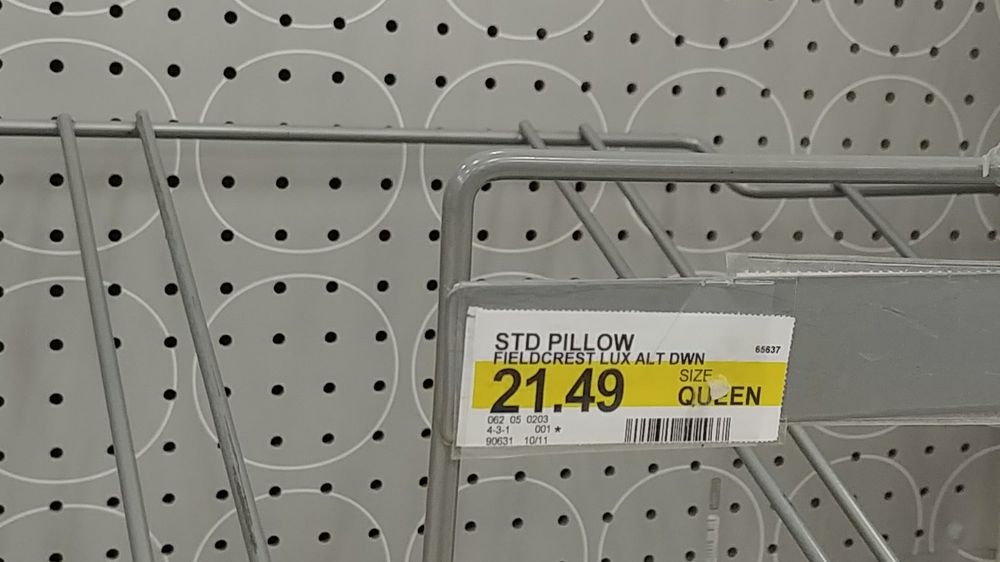 STD PILLOW
65637
FIELDCREST LUX ALT DWN
21.49
SIZE
QUEEN
062 05 0203
4-3-1 001 *
90631 10/11